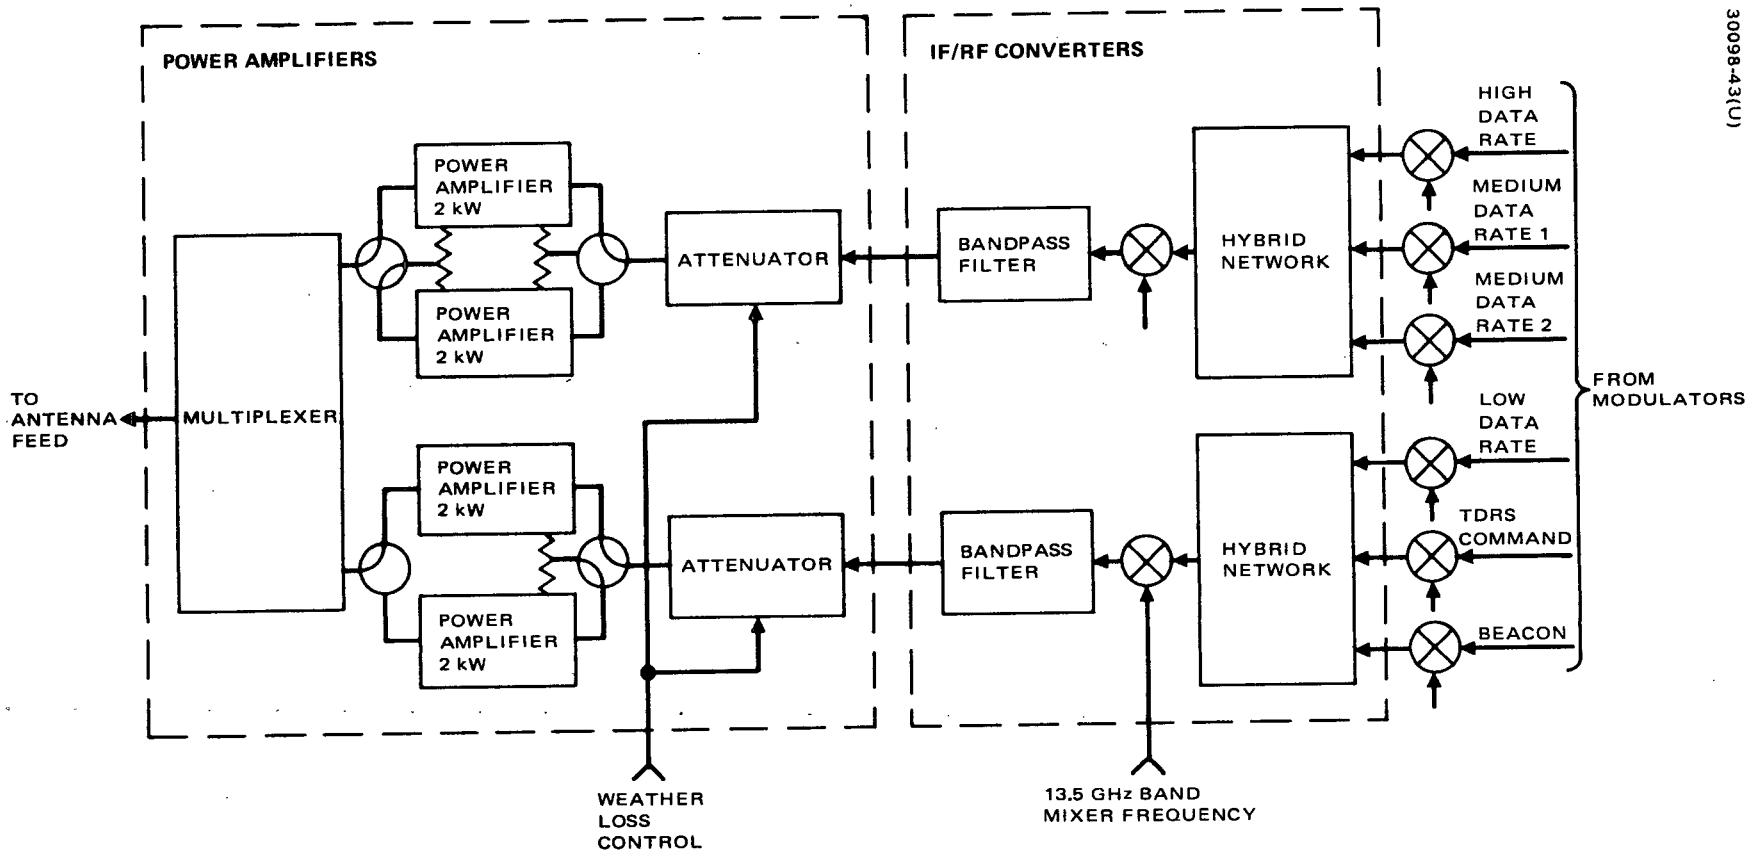 30098-43(U)
POWER AMPLIFIERS
IF/RF CONVERTERS
HIGH
DATA
RATE
MEDIUM
DATA
RATE 1
MEDIUM
DATA
RATE 2
LOW
DATA
RATE
TDRS
COMMAND
BEACON
FROM
MODULATORS
HYBRID
NETWORK
HYBRID
NETWORK
BANDPASS
FILTER
BANDPASS
FILTER
ATTENUATOR
ATTENUATOR
POWER
AMPLIFIER
2 kW
POWER
AMPLIFIER
2 kW
POWER
AMPLIFIER
2 kW
POWER
AMPLIFIER
2 kW
MULTIPLEXER
TO
ANTENNA
FEED
WEATHER
LOSS
CONTROL
13.5 GHz BAND
MIXER FREQUENCY